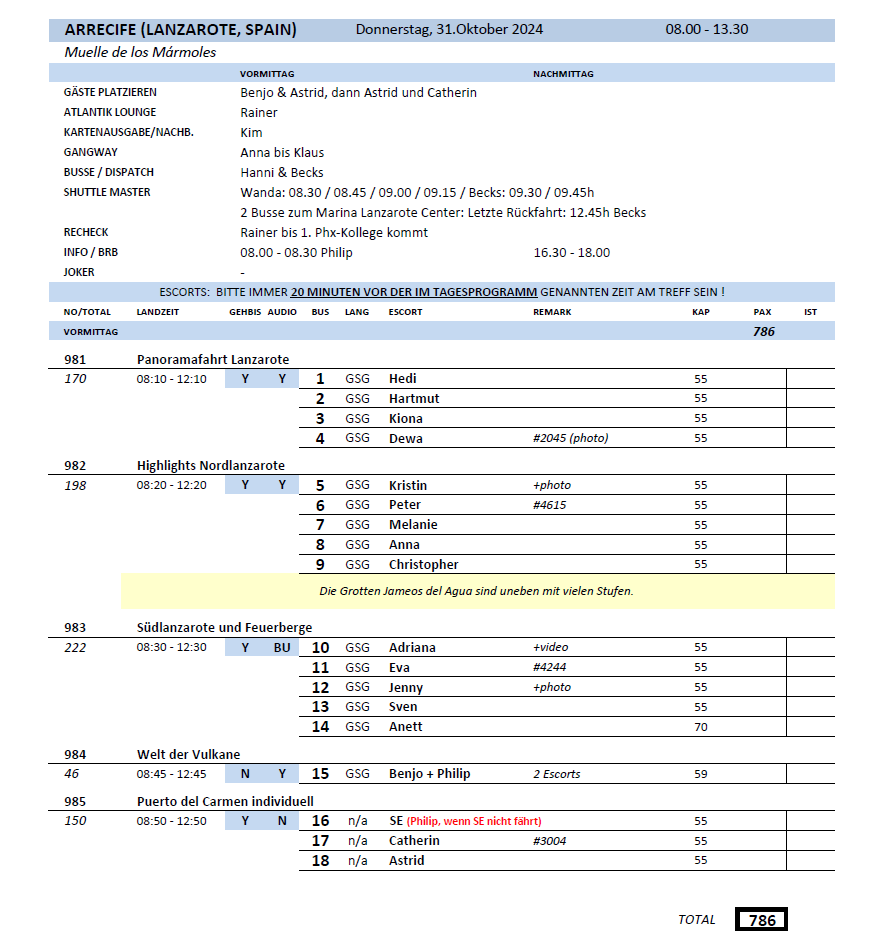 ARRECIFE (LANZAROTE, SPAIN) Donnerstag, 31.Oktober 2024 08.00 - 13.30
Muelle de los Mármoles
VORMITTAG NACHMITTAG
GÄSTE PLATZIEREN Benjo & Astrid, dann Astrid und Catherin
ATLANTIK LOUNGE Rainer
KARTENAUSGABE/NACHB. Kim
GANGWAY Anna bis Klaus
BUSSE / DISPATCH Hanni & Becks
SHUTTLE MASTER Wanda: 08.30 / 08.45 / 09.00 / 09.15 / Becks: 09.30 / 09.45h
2 Busse zum Marina Lanzarote Center: Letzte Rückfahrt: 12.45h Becks
RECHECK Rainer bis 1. Phx-Kollege kommt
INFO / BRB 08.00 - 08.30 Philip 16.30 - 18.00
JOKER -
ESCORTS: BITTE IMMER 20 MINUTEN VOR DER IM TAGESPROGRAMM GENANNTEN ZEIT AM TREFF SEIN !
NO/TOTAL LANDZEIT GEHBIS AUDIO BUS LANG ESCORT REMARK KAP PAX IST
VORMITTAG 786
981 Panoramafahrt Lanzarote
170 08:10 - 12:10 Y Y 1 GSG Hedi 55
2 GSG Hartmut 55
3 GSG Kiona 55
4 GSG Dewa #2045 (photo) 55
982 Highlights Nordlanzarote
198 08:20 - 12:20 Y Y 5 GSG Kristin +photo 55
6 GSG Peter #4615 55
7 GSG Melanie 55
8 GSG Anna 55
9 GSG Christopher 55
Die Grotten Jameos del Agua sind uneben mit vielen Stufen.
983 Südlanzarote und Feuerberge
222 08:30 - 12:30 Y BU 10 GSG Adriana +video 55
11 GSG Eva #4244 55
12 GSG Jenny +photo 55
13 GSG Sven 55
14 GSG Anett 70
984 Welt der Vulkane
46 08:45 - 12:45 N Y 15 GSG Benjo + Philip 2 Escorts 59
985 Puerto del Carmen individuell
150 08:50 - 12:50 Y N 16 n/a SE (Philip, wenn SE nicht fährt) 55
17 n/a Catherin #3004 55
18 n/a Astrid 55
TOTAL 786